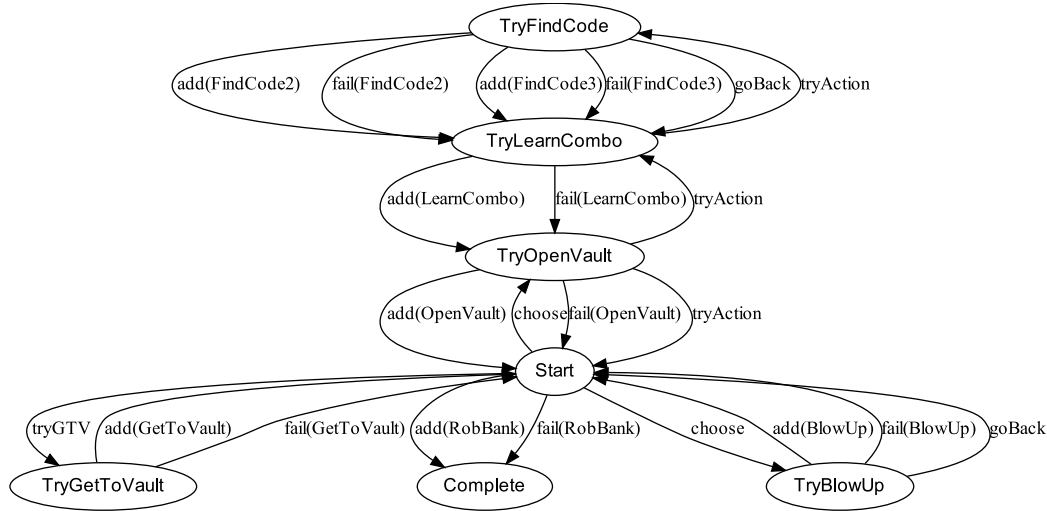 TryFindCode
add(FindCode2) fail(FindCode2) add(FindCode3) fail(FindCode3) goBack tryAction
TryLearnCombo
add(LearnCombo) fail(LearnCombo) tryAction
TryOpenVault
add(OpenVault) choose fail(OpenVault) tryAction
Start
tryGTV add(GetToVault) fail(GetToVault) add(RobBank) fail(RobBank) choose add(BlowUp) fail(BlowUp) goBack
TryGetToVault Complete TryBlowUp